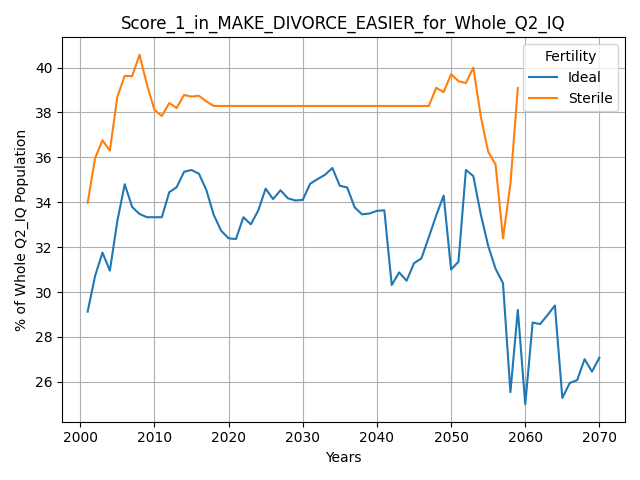 Score_1_in_MAKE_DIVORCE_EASIER_for_Whole_Q2_IQ
Fertility
Ideal
Sterile
% of Whole Q2_IQ Population
40
38
36
34
32
30
28
26
2000 2010 2020 2030 2040 2050 2060 2070
Years